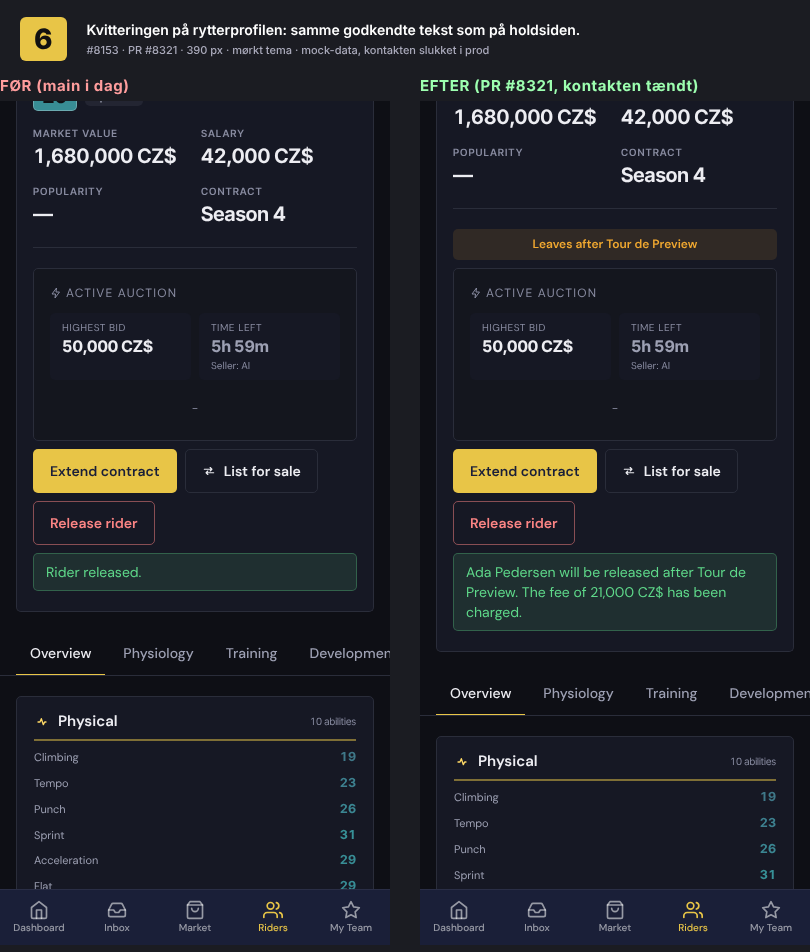 6
Kvitteringen på rytterprofilen: samme godkendte tekst som på holdsiden.
#8153 · PR #8321 · 390 px · mørkt tema · mock-data, kontakten slukket i prod
FØR (main i dag)
MARKET VALUE SALARY
1,680,000 CZ$ 42,000 CZ$
POPULARITY CONTRACT
— Season 4
ACTIVE AUCTION
HIGHEST BID TIME LEFT
50,000 CZ$ 5h 59m
Seller: AI
–
Extend contract List for sale
Release rider
Rider released.
Overview Physiology Training Developmen
Physical 10 abilities
Climbing 19
Tempo 23
Punch 26
Sprint 31
Acceleration 29
Flat 29
Dashboard Inbox Market Riders My Team
EFTER (PR #8321, kontakten tændt)
1,680,000 CZ$ 42,000 CZ$
POPULARITY CONTRACT
— Season 4
Leaves after Tour de Preview
ACTIVE AUCTION
HIGHEST BID TIME LEFT
50,000 CZ$ 5h 59m
Seller: AI
–
Extend contract List for sale
Release rider
Ada Pedersen will be released after Tour de
Preview. The fee of 21,000 CZ$ has been
charged.
Overview Physiology Training Developmen
Physical 10 abilities
Climbing 19
Tempo 23
Punch 26
Sprint 31
Dashboard Inbox Market Riders My Team